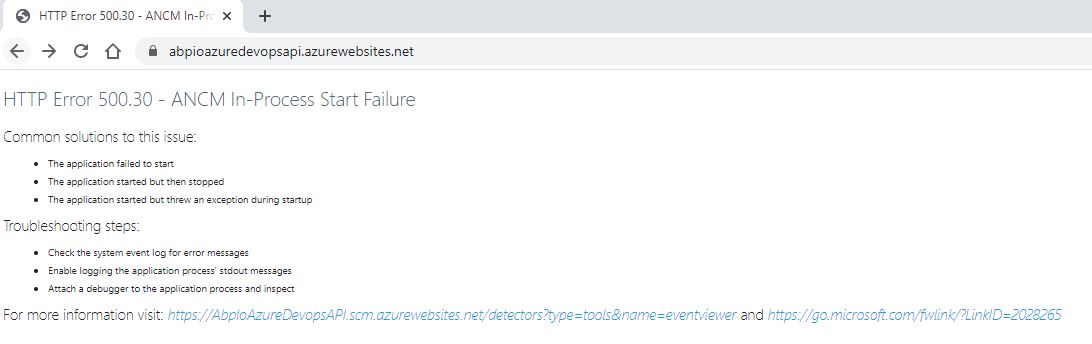 HTTP Error 500.30 - ANCM In-Pro
abpioazuredevopsapi.azurewebsites.net
HTTP Error 500.30 - ANCM In-Process Start Failure
Common solutions to this issue:
• The application failed to start
• The application started but then stopped
• The application started but threw an exception during startup
Troubleshooting steps:
• Check the system event log for error messages
• Enable logging the application process' stdout messages
• Attach a debugger to the application process and inspect
For more information visit: https://AbpIoAzureDevopsAPI.scm.azurewebsites.net/detectors?type=tools&name=eventviewer and https://go.microsoft.com/fwlink/?LinkID=2028265